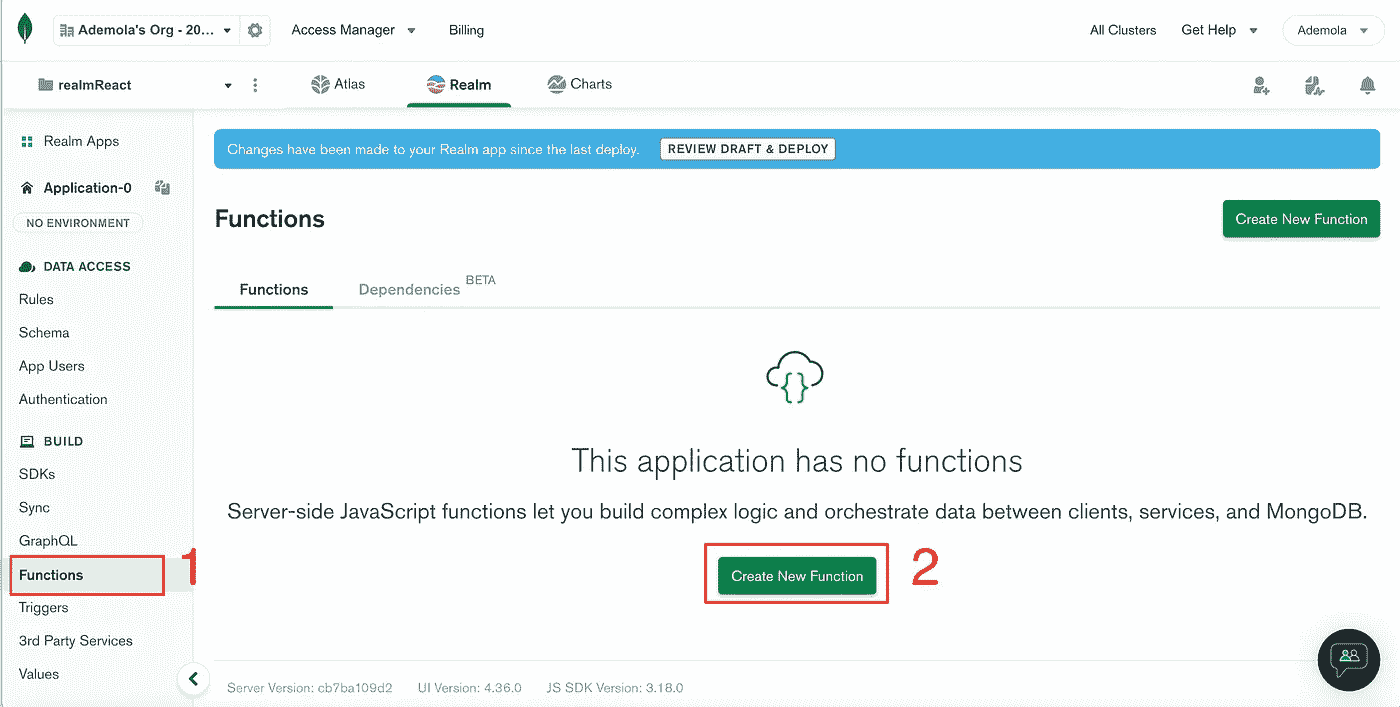 Ademola's Org - 20...
Access Manager
Billing
All Clusters
Get Help
Ademola
realmReact
Atlas
Realm
Charts
Realm Apps
Application-0
NO ENVIRONMENT
DATA ACCESS
Rules
Schema
App Users
Authentication
BUILD
SDKs
Sync
GraphQL
Functions
1
Triggers
3rd Party Services
Values
Changes have been made to your Realm app since the last deploy.
REVIEW DRAFT & DEPLOY
Functions
Create New Function
Functions
Dependencies BETA
This application has no functions
Server-side JavaScript functions let you build complex logic and orchestrate data between clients, services, and MongoDB.
Create New Function
2
Server Version: cb7ba109d2
UI Version: 4.36.0
JS SDK Version: 3.18.0